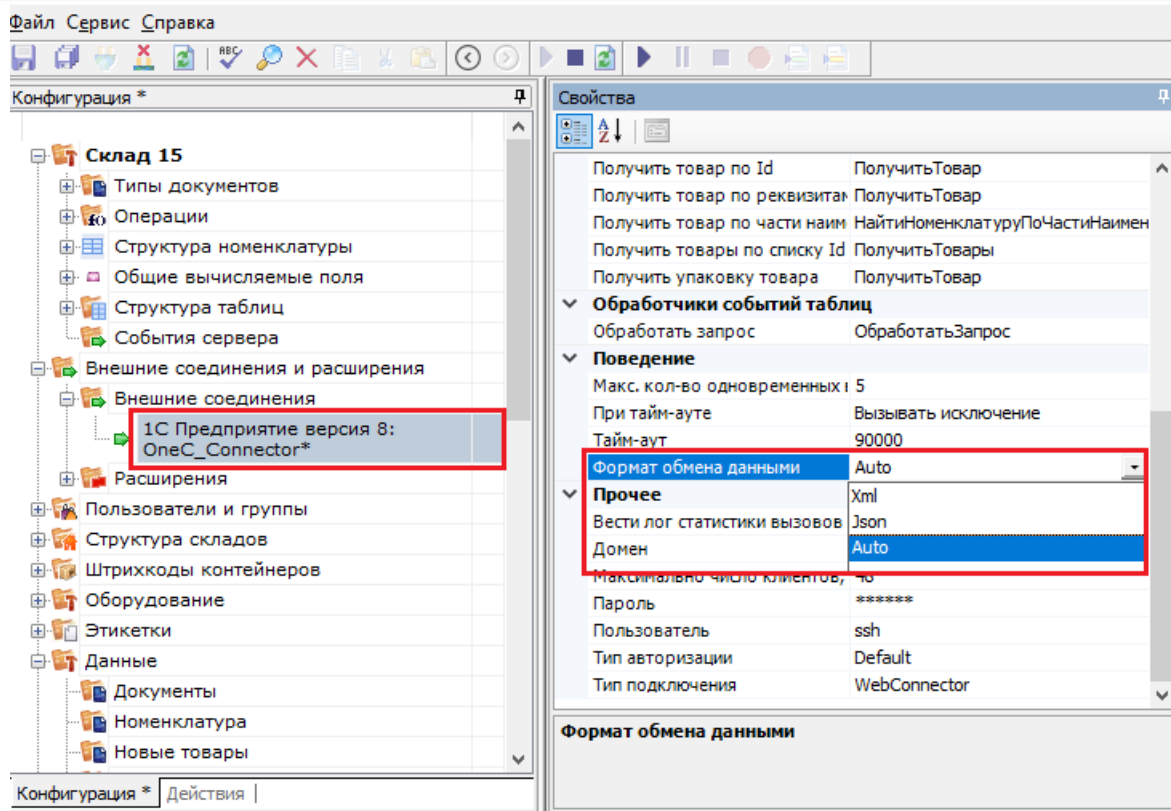 Файл Сервис Справка
Конфигурация *
Склад 15
Типы документов
Операции
Структура номенклатуры
Общие вычисляемые поля
Структура таблиц
События сервера
Внешние соединения и расширения
Внешние соединения
1С Предприятие версия 8:
OneC_Connector*
Расширения
Пользователи и группы
Структура складов
Штрихкоды контейнеров
Оборудование
Этикетки
Данные
Документы
Номенклатура
Новые товары
Конфигурация * Действия
Свойства
Получить товар по Id ПолучитьТовар
Получить товар по реквизитам ПолучитьТовар
Получить товар по части наим НайтиНоменклатуруПоЧастиНаимен
Получить товары по списку Id ПолучитьТовары
Получить упаковку товара ПолучитьТовар
Обработчики событий таблиц
Обработать запрос ОбработатьЗапрос
Поведение
Макс. кол-во одновременных 5
При тайм-ауте Вызывать исключение
Тайм-аут 90000
Формат обмена данными Auto
Прочее Xml
Вести лог статистики вызовов Json
Домен Auto
Максимально число клиентов,
Пароль ******
Пользователь ssh
Тип авторизации Default
Тип подключения WebConnector
Формат обмена данными